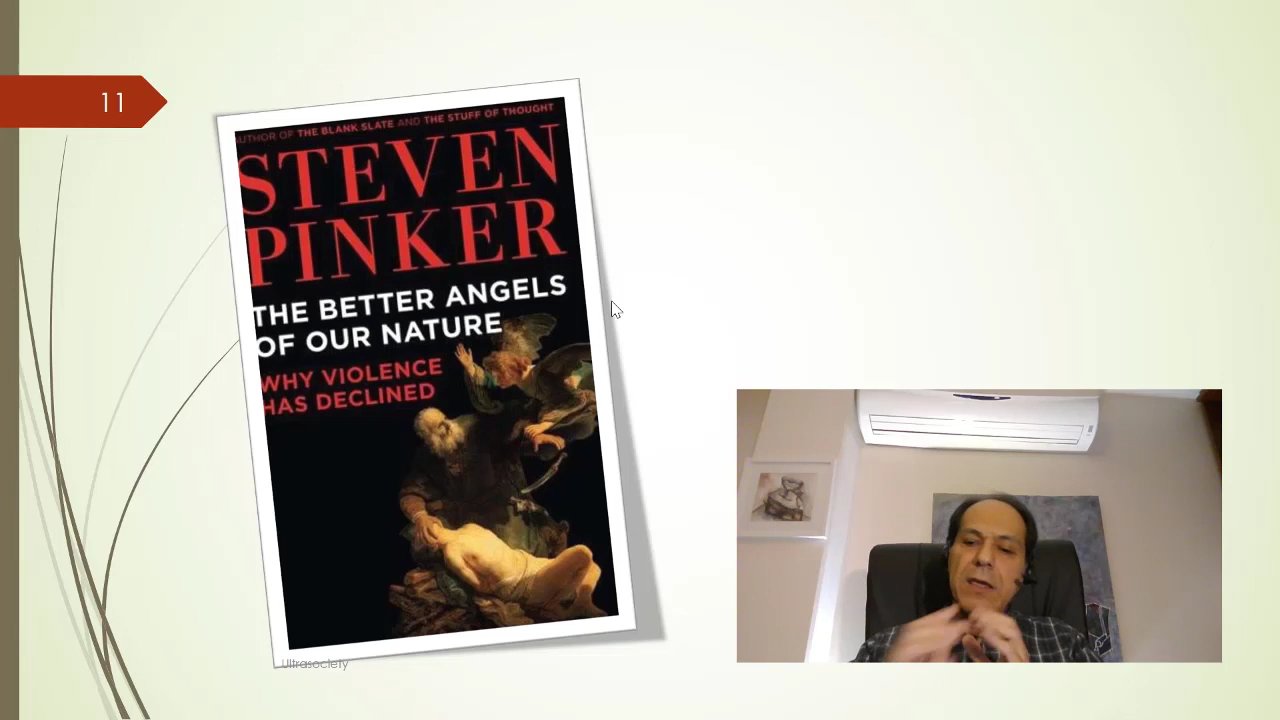 11
AUTHOR OF THE BLANK SLATE AND THE STUFF OF THOUGHT
STEVEN
PINKER
THE BETTER ANGELS
OF OUR NATURE
WHY VIOLENCE
HAS DECLINED
Ultrasociety